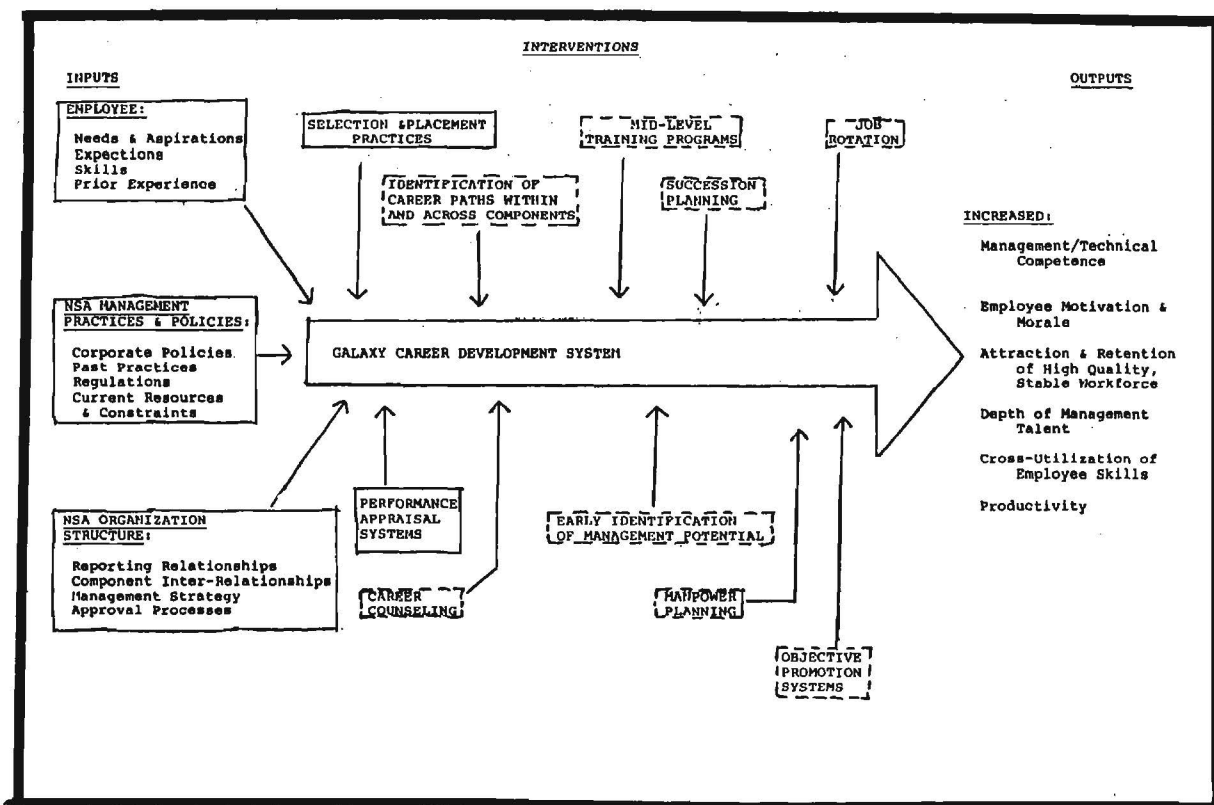 INTERVENTIONS
INPUTS
EMPLOYEE:
Needs & Aspirations
Expections
Skills
Prior Experience
NSA MANAGEMENT
PRACTICES & POLICIES:
Corporate Policies
Past Practices
Regulations
Current Resources
& Constraints
NSA ORGANIZATION
STRUCTURE:
Reporting Relationships
Component Inter-Relationships
Management Strategy
Approval Processes
SELECTION &PLACEMENT
PRACTICES
IDENTIFICATION OF
CAREER PATHS WITHIN
AND ACROSS COMPONENTS
MID-LEVEL
TRAINING PROGRAMS
SUCCESSION
PLANNING
JOB
ROTATION
GALAXY CAREER DEVELOPMENT SYSTEM
PERFORMANCE
APPRAISAL
SYSTEMS
CAREER
COUNSELING
EARLY IDENTIFICATION
OF MANAGEMENT POTENTIAL
MANPOWER
PLANNING
OBJECTIVE
PROMOTION
SYSTEMS
OUTPUTS
INCREASED:
Management/Technical
Competence
Employee Motivation &
Morale
Attraction & Retention
of High Quality,
Stable Workforce
Depth of Management
Talent
Cross-Utilization of
Employee Skills
Productivity